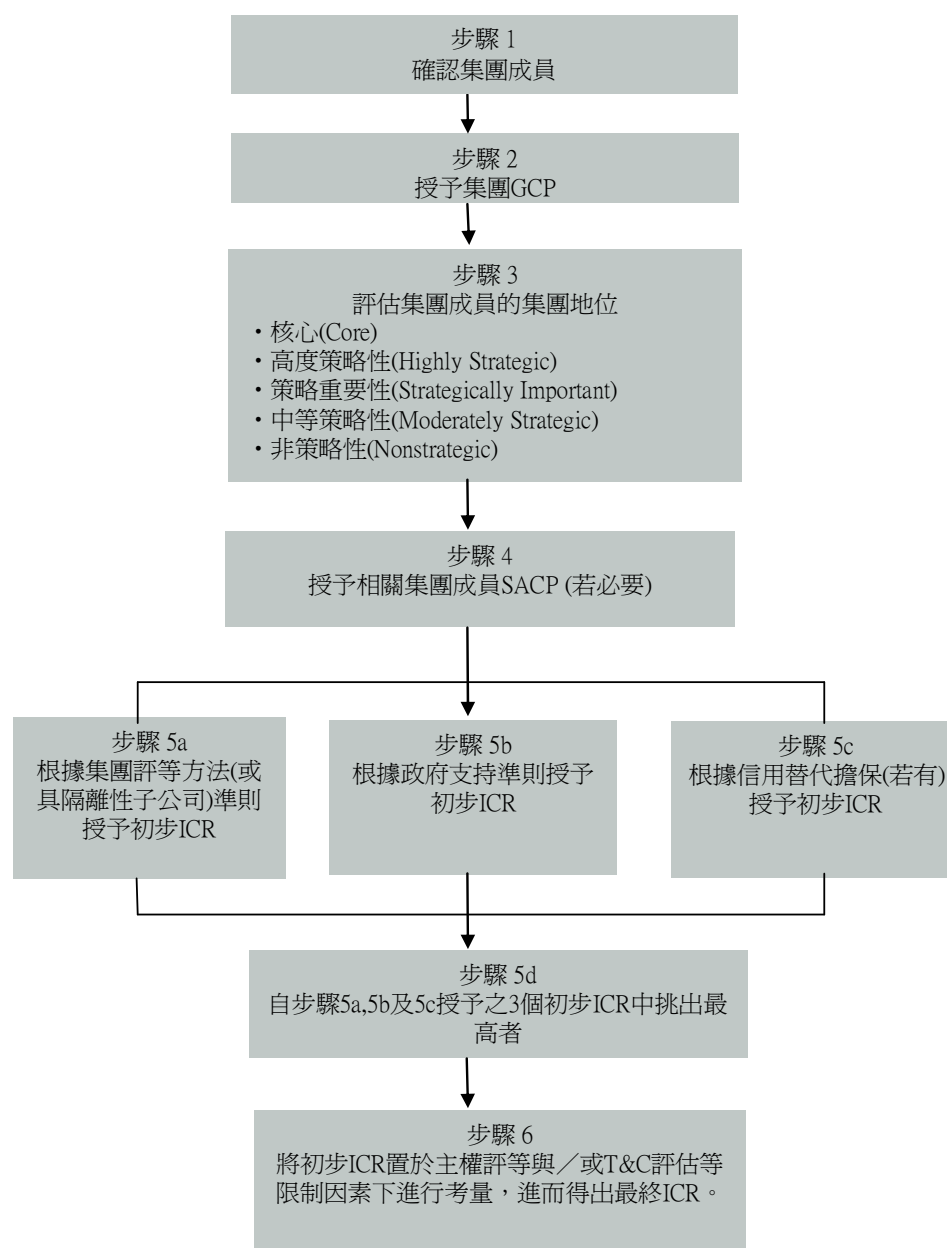 步驟 1
確認集團成員
步驟 2
授予集團GCP
步驟 3
評估集團成員的集團地位
・核心(Core)
・高度策略性(Highly Strategic)
・策略重要性(Strategically Important)
・中等策略性(Moderately Strategic)
・非策略性(Nonstrategic)
步驟 4
授予相關集團成員SACP (若必要)
步驟 5a
根據集團評等方法(或
具隔離性子公司)準則
授予初步ICR
步驟 5b
根據政府支持準則授予
初步ICR
步驟 5c
根據信用替代擔保(若有)
授予初步ICR
步驟 5d
自步驟5a,5b及5c授予之3個初步ICR中挑出最
高者
步驟 6
將初步ICR置於主權評等與／或T&C評估等
限制因素下進行考量，進而得出最終ICR。